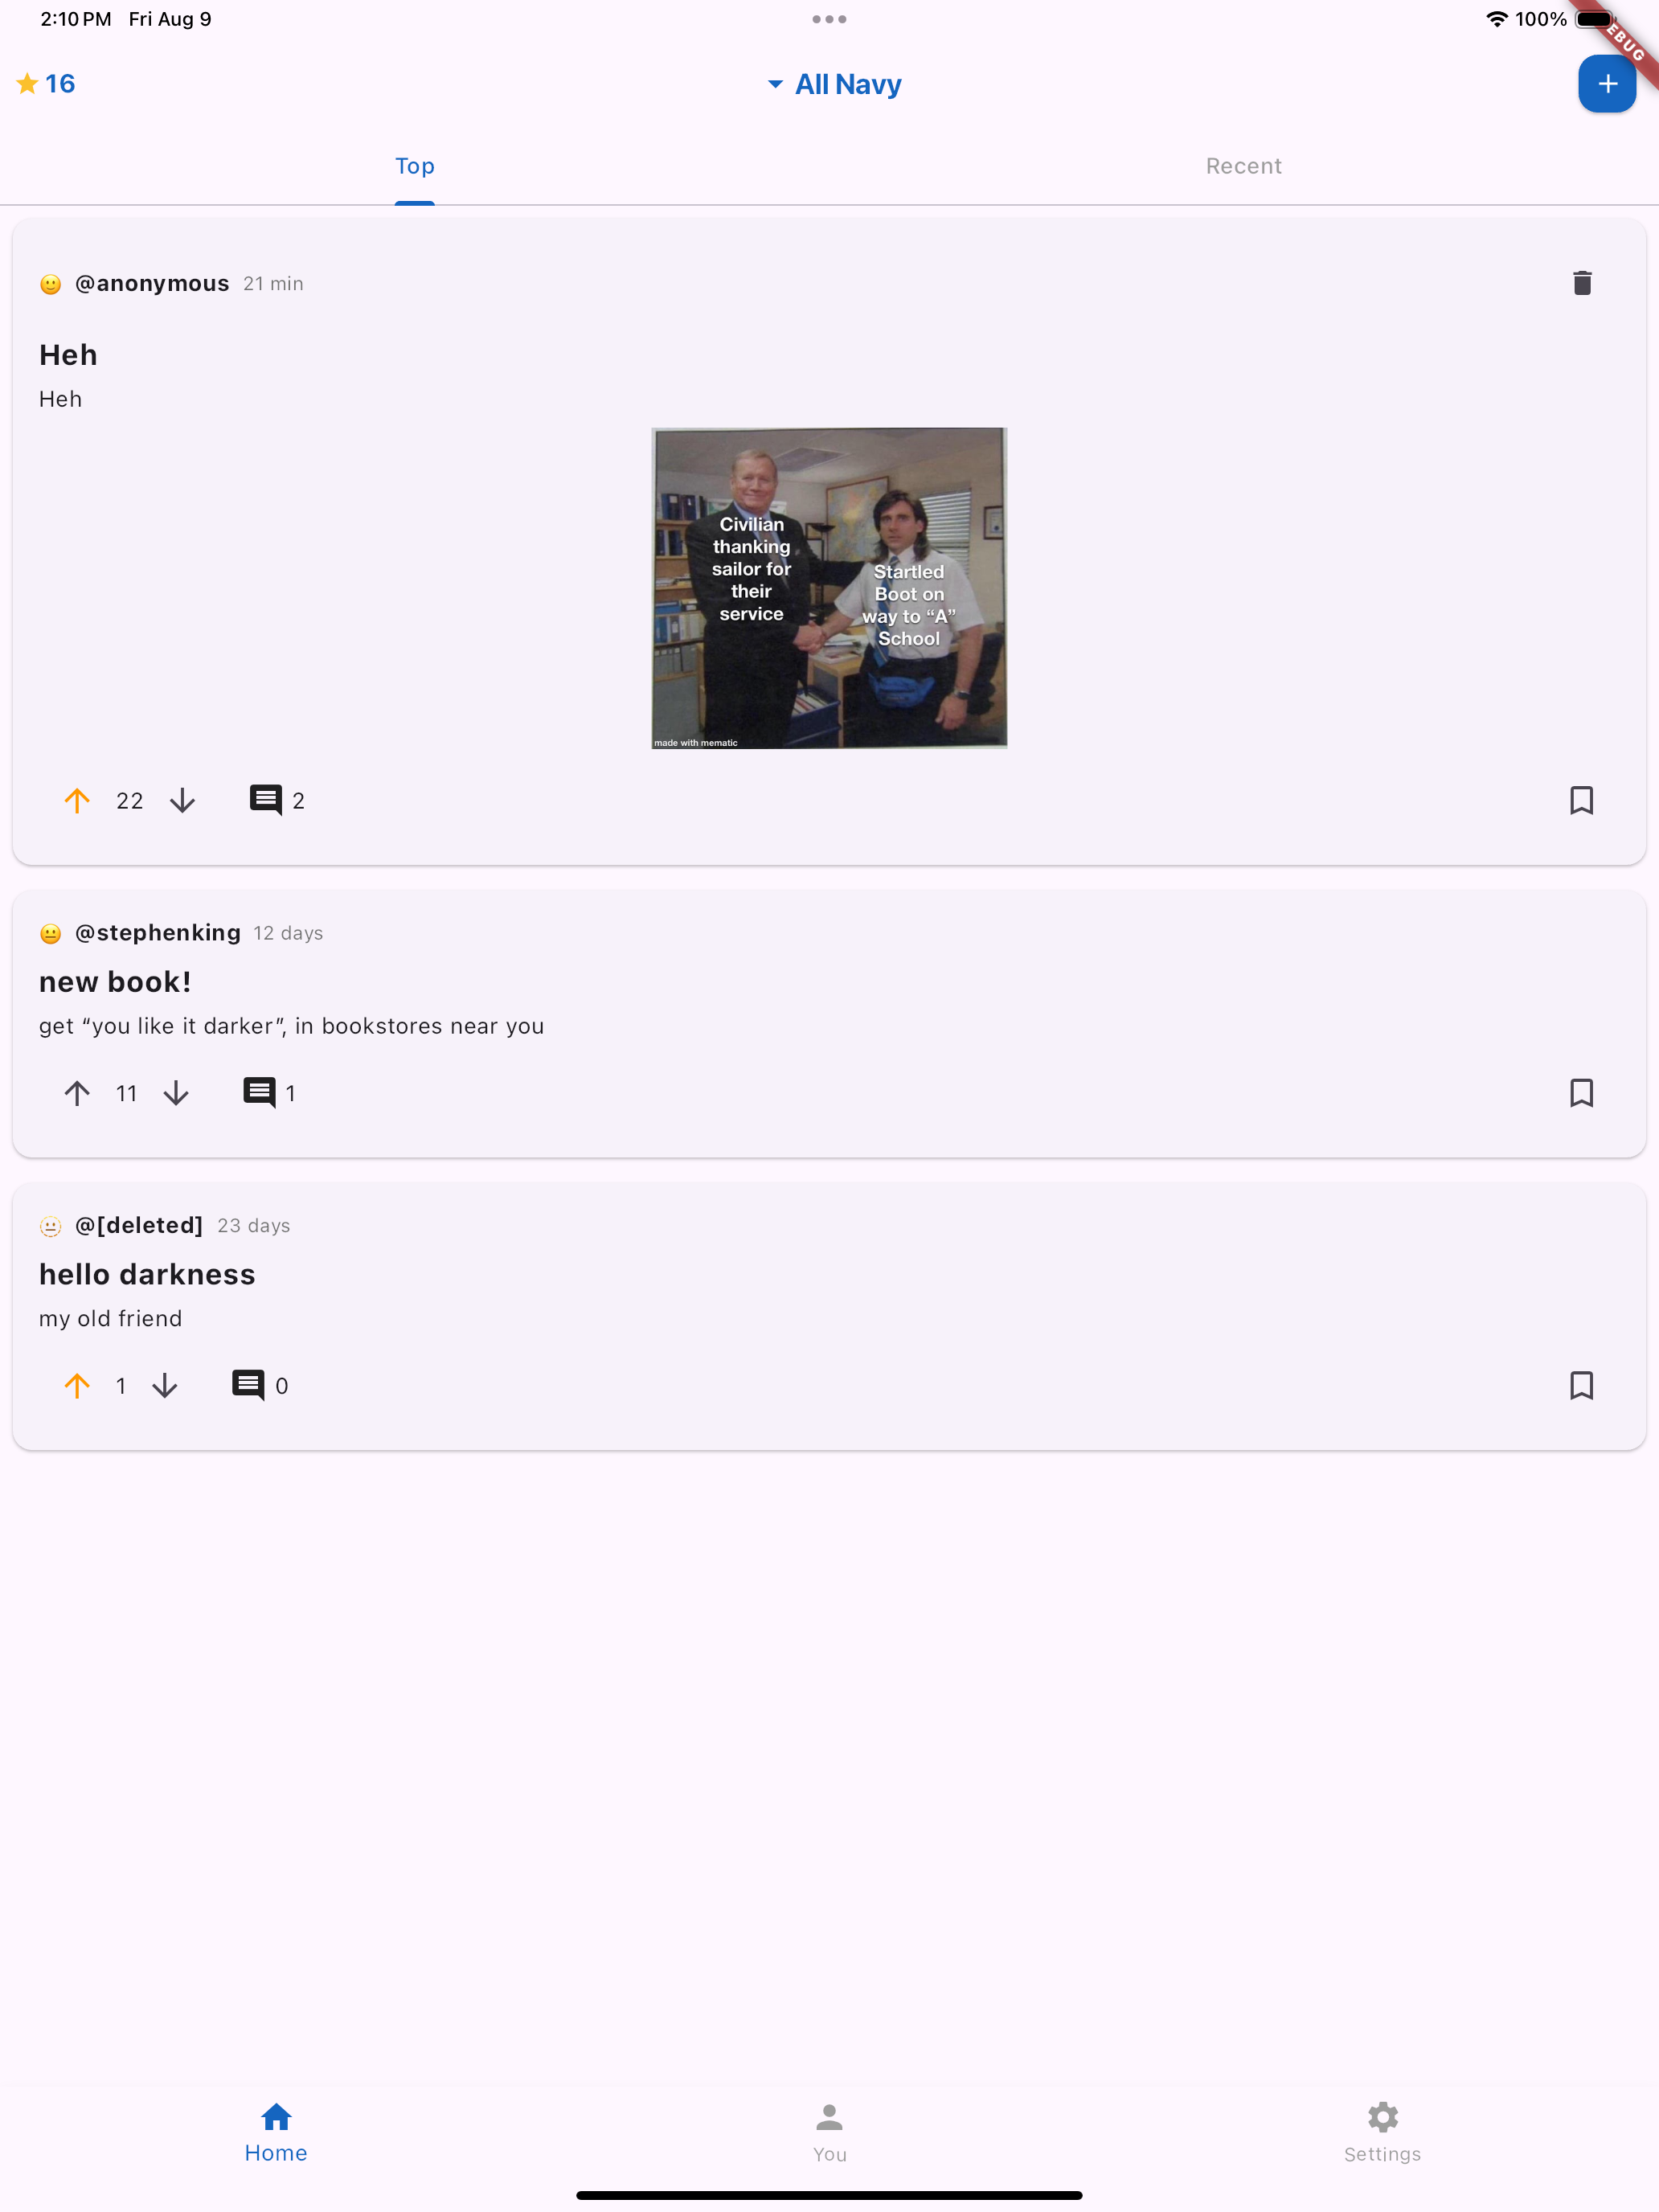 2:10 PM Fri Aug 9
100%
16
All Navy
Top
Recent
@anonymous 21 min
Heh
Heh
Civilian
thanking
sailor for
their
service
Startled
Boot on
way to “A”
School
made with mematic
22
2
@stephenking 12 days
new book!
get “you like it darker”, in bookstores near you
11
1
@[deleted] 23 days
hello darkness
my old friend
1
0
Home
You
Settings